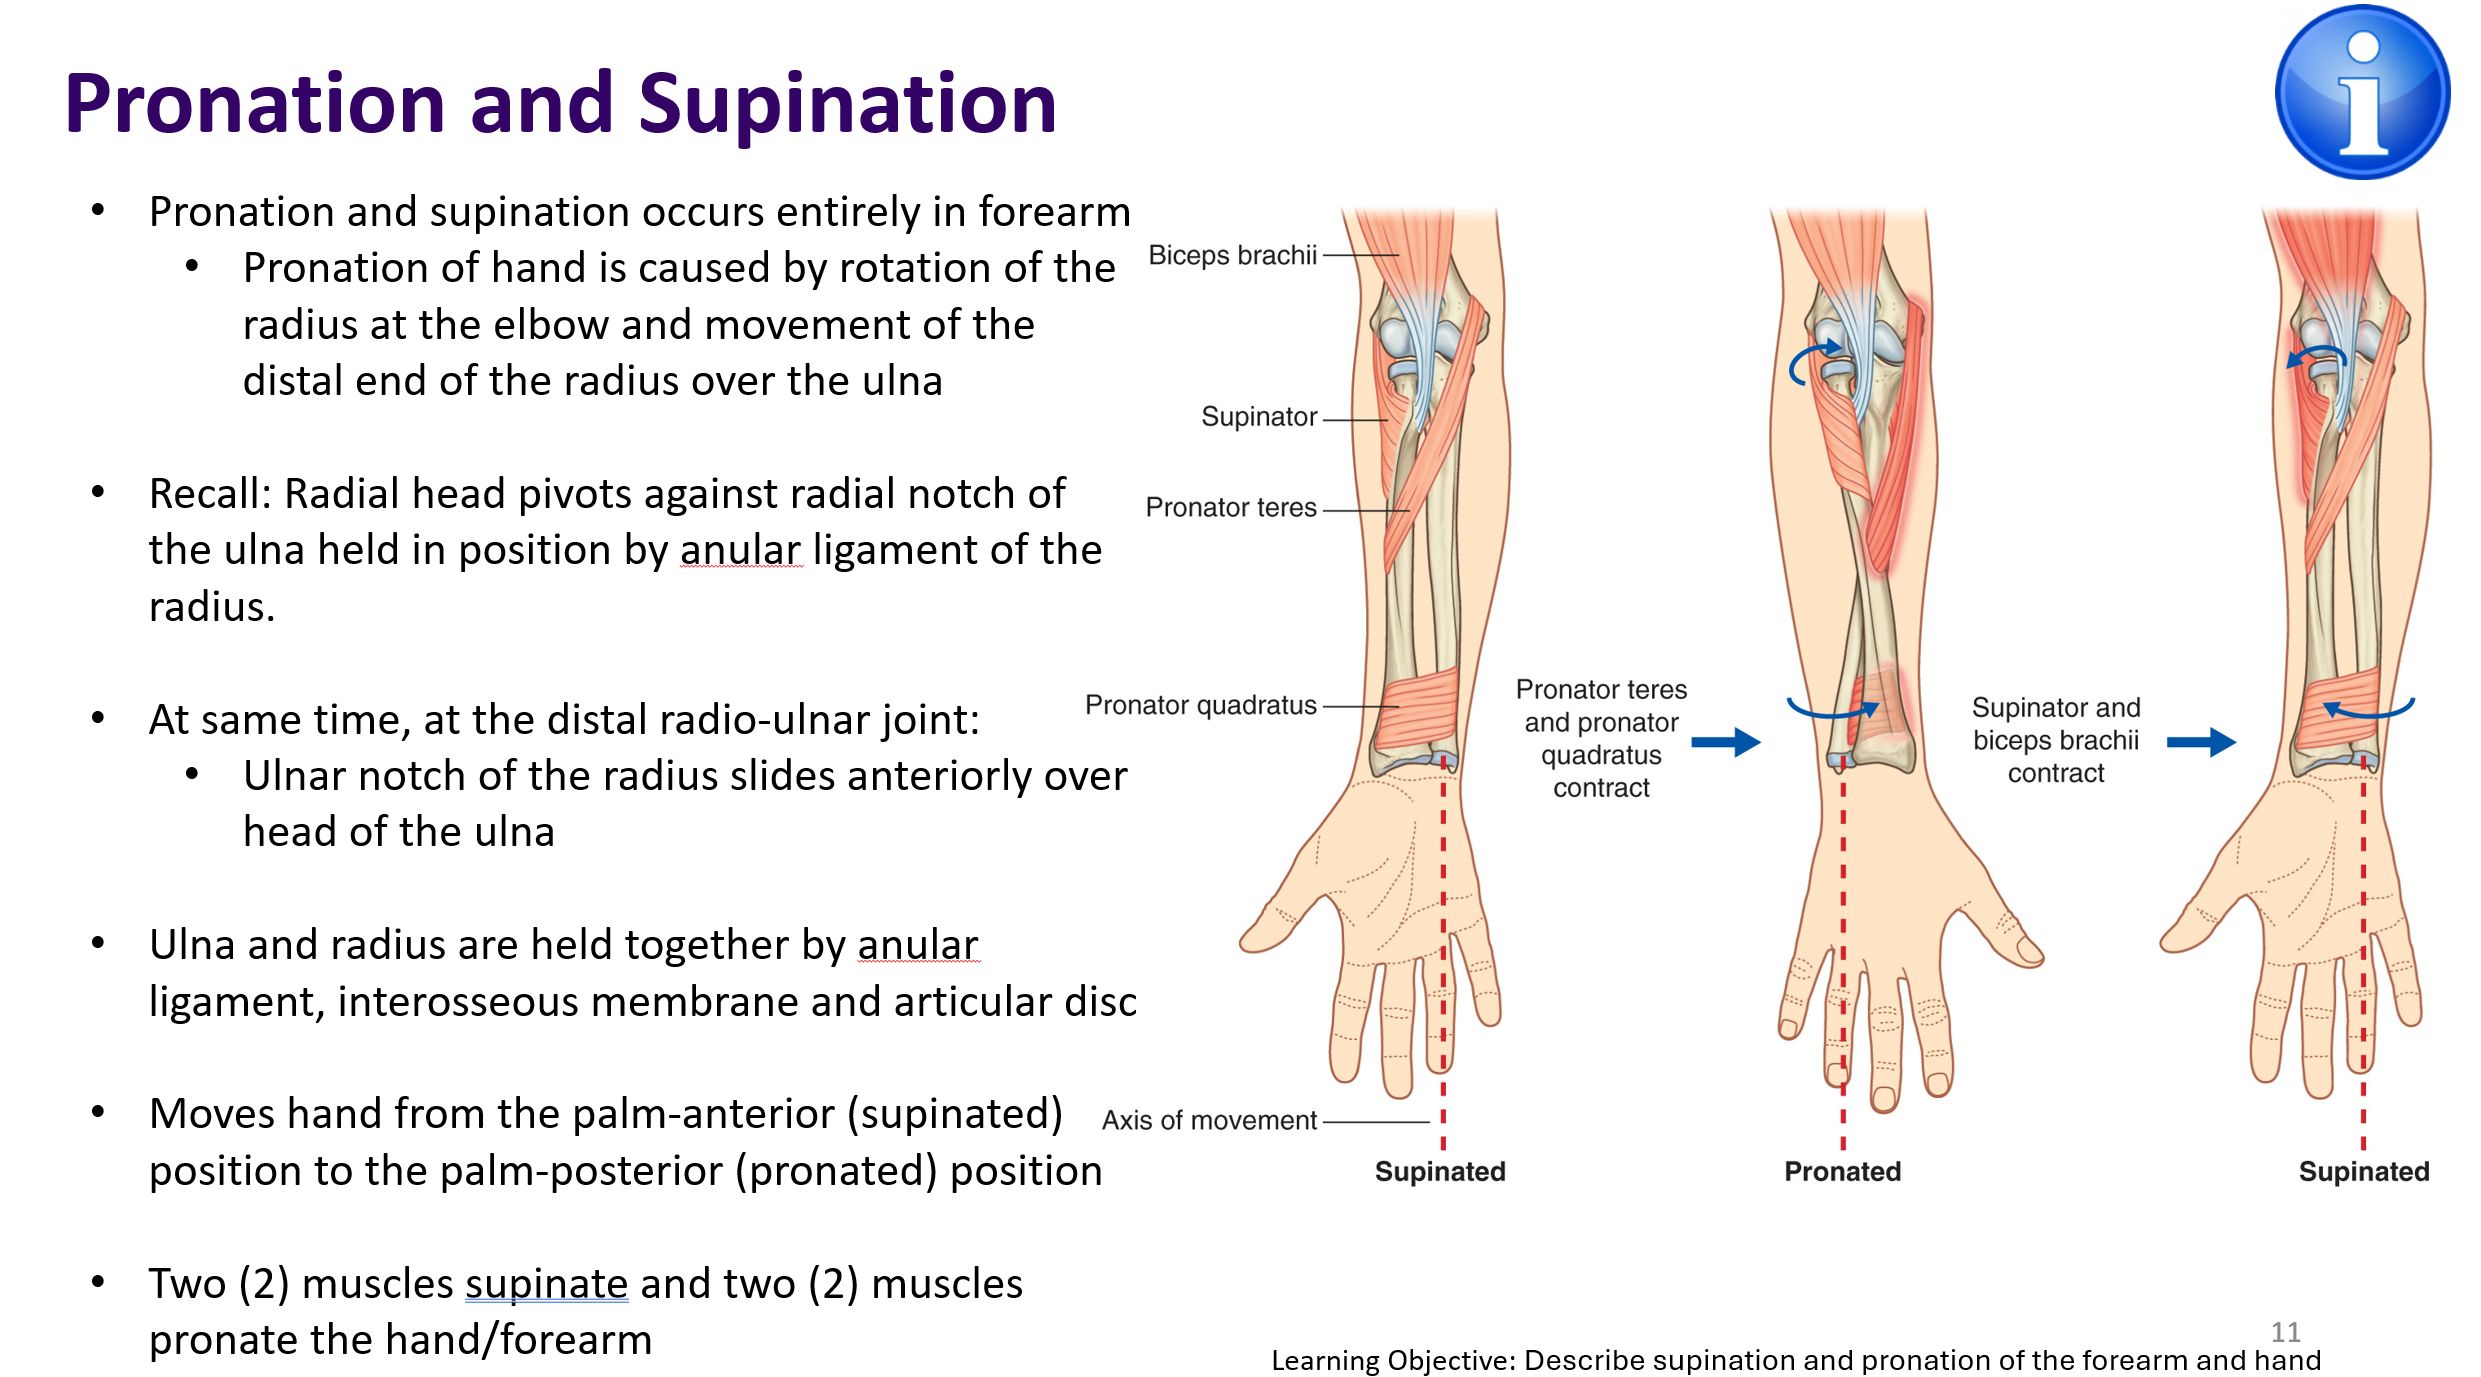 Pronation and Supination
• Pronation and supination occurs entirely in forearm
• Pronation of hand is caused by rotation of the
radius at the elbow and movement of the
distal end of the radius over the ulna
• Recall: Radial head pivots against radial notch of
the ulna held in position by anular ligament of the
radius.
• At same time, at the distal radio-ulnar joint:
• Ulnar notch of the radius slides anteriorly over
head of the ulna
• Ulna and radius are held together by anular
ligament, interosseous membrane and articular disc
• Moves hand from the palm-anterior (supinated)
position to the palm-posterior (pronated) position
• Two (2) muscles supinate and two (2) muscles
pronate the hand/forearm
i
Biceps brachii
Supinator
Pronator teres
Pronator quadratus
Axis of movement
Supinated
Pronator teres
and pronator
quadratus
contract
Pronated
Supinator and
biceps brachii
contract
Supinated
11
Learning Objective: Describe supination and pronation of the forearm and hand